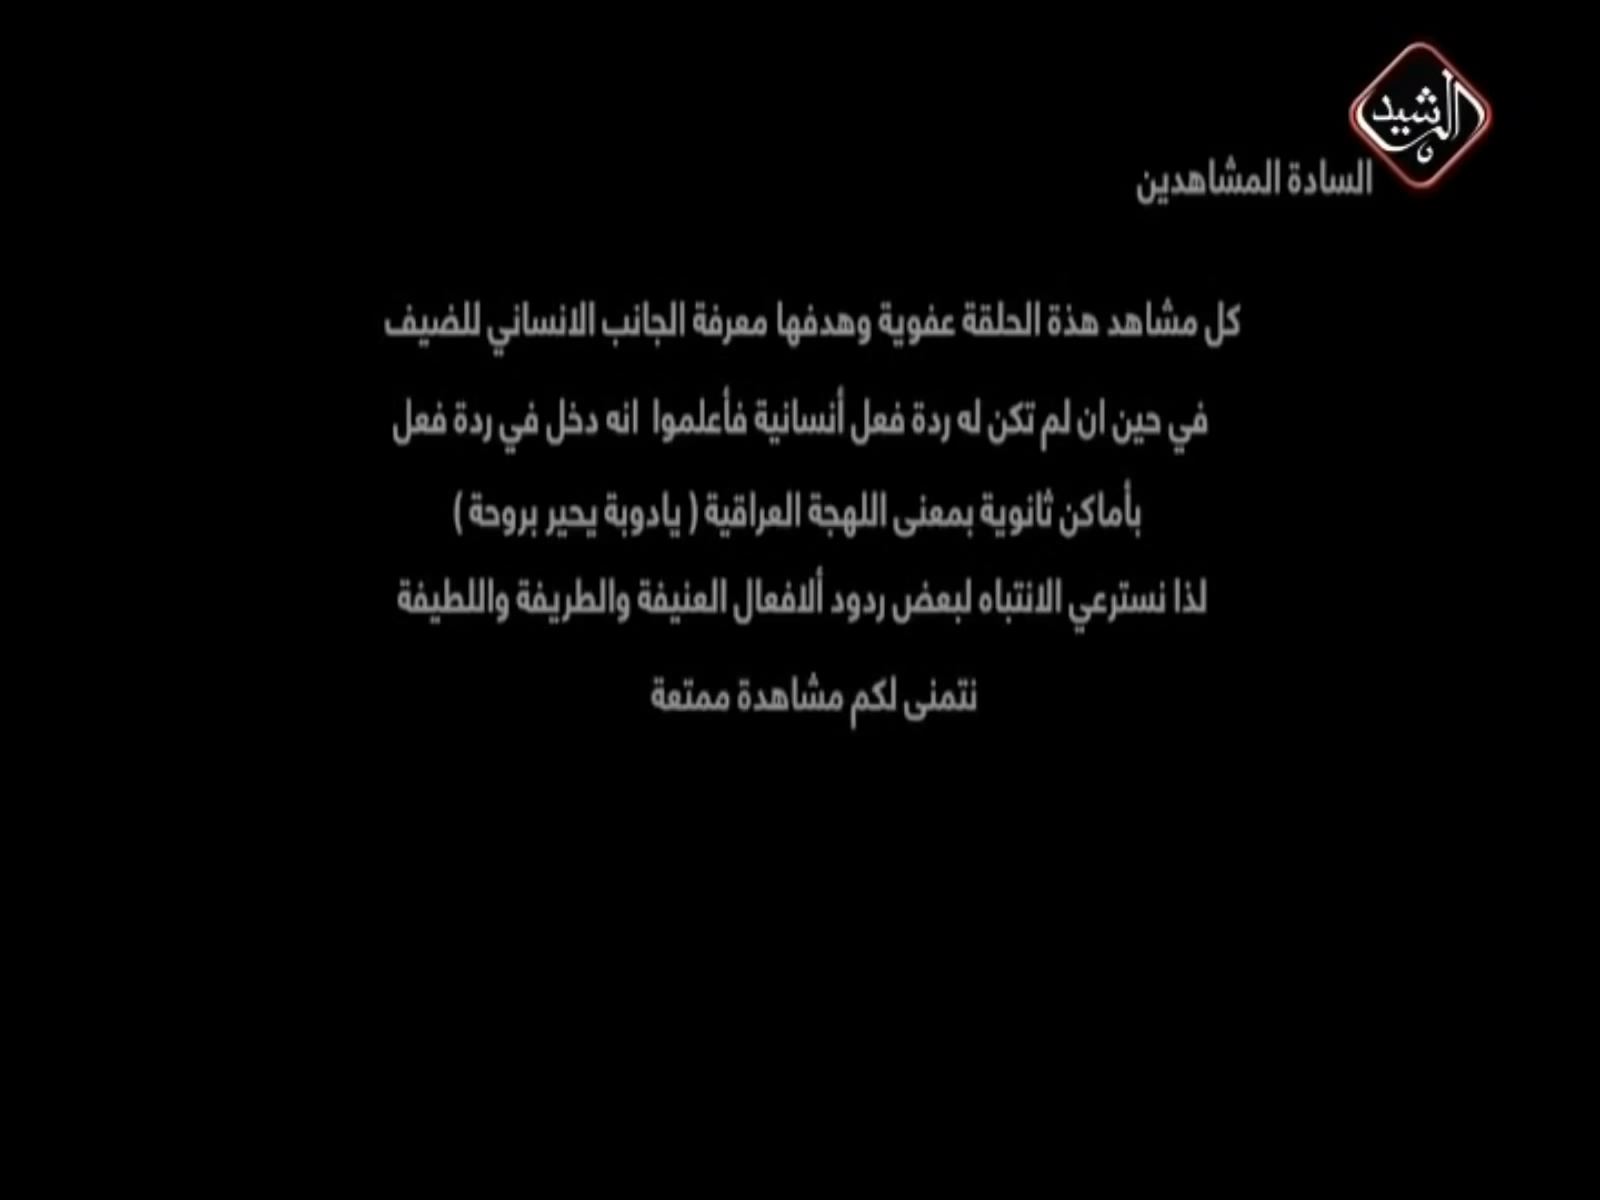 الرشيد
السادة المشاهدين
كل مشاهد هذة الحلقة عفوية وهدفها معرفة الجانب الانساني للضيف
في حين ان لم تكن له ردة فعل أنسانية فأعلموا انه دخل في ردة فعل
بأماكن ثانوية بمعنى اللهجة العراقية ( يادوبة يحير بروحة )
لذا نسترعي الانتباه لبعض ردود ألافعال العنيفة والطريفة واللطيفة
نتمنى لكم مشاهدة ممتعة